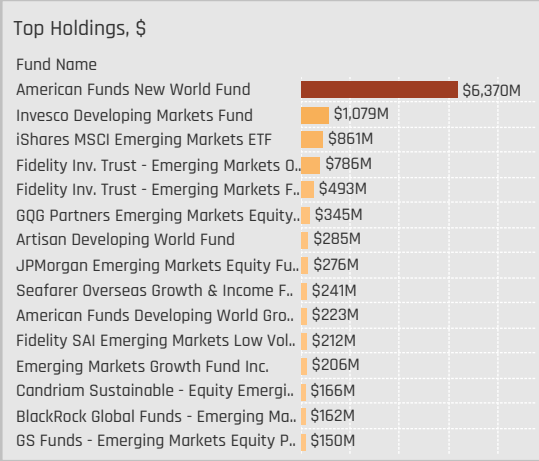 Top Holdings, $
Fund Name
American Funds New World Fund $6,370M
Invesco Developing Markets Fund $1,079M
iShares MSCI Emerging Markets ETF $861M
Fidelity Inv. Trust - Emerging Markets O.. $786M
Fidelity Inv. Trust - Emerging Markets F.. $493M
GQG Partners Emerging Markets Equity.. $345M
Artisan Developing World Fund $285M
JPMorgan Emerging Markets Equity Fu.. $276M
Seafarer Overseas Growth & Income F.. $241M
American Funds Developing World Gro.. $223M
Fidelity SAI Emerging Markets Low Vol.. $212M
Emerging Markets Growth Fund Inc. $206M
Candriam Sustainable - Equity Emergi.. $166M
BlackRock Global Funds - Emerging Ma.. $162M
GS Funds - Emerging Markets Equity P.. $150M